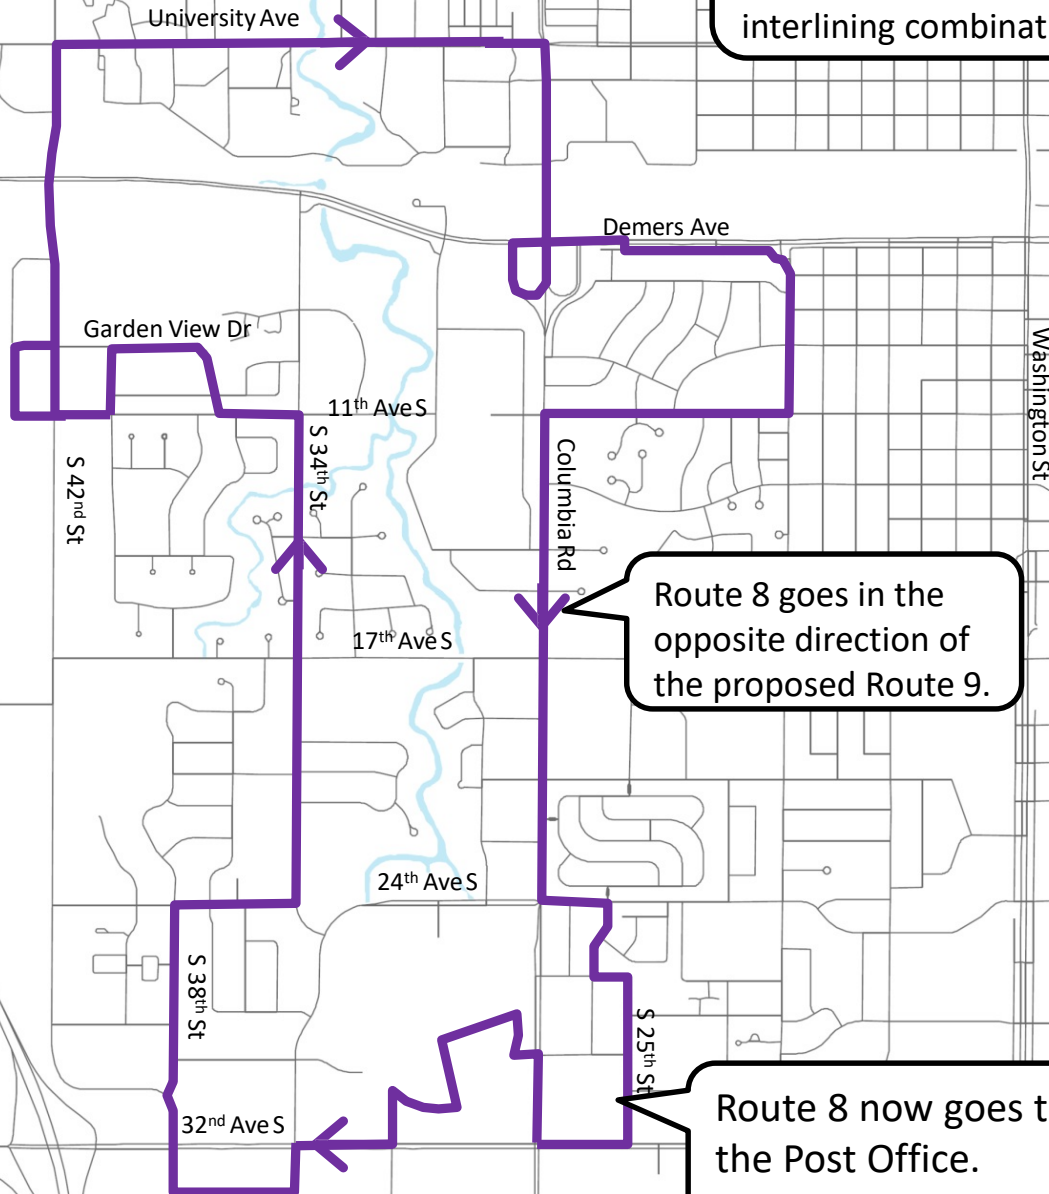 University Ave
interlining combinat
Demers Ave
Garden View Dr
Washington St
11th Ave S
S 34th St
S 42nd St
Columbia Rd
Route 8 goes in the
opposite direction of
the proposed Route 9.
17th Ave S
24th Ave S
S 38th St
S 25th St
32nd Ave S
Route 8 now goes t
the Post Office.